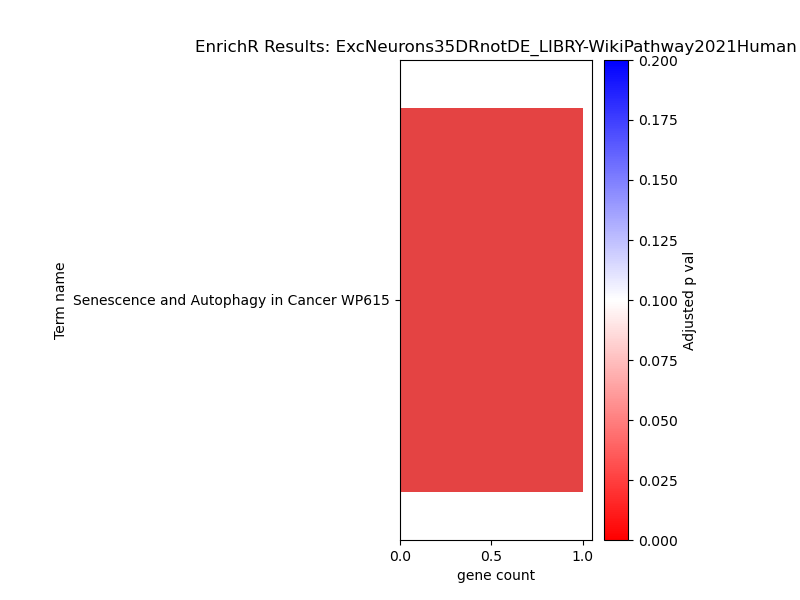 EnrichR Results: ExcNeurons35DRnotDE_LIBRY-WikiPathway2021Human
Term name
Senescence and Autophagy in Cancer WP615
0.0
0.5
1.0
gene count
0.200
0.175
0.150
0.125
0.100
0.075
0.050
0.025
0.000
Adjusted p val